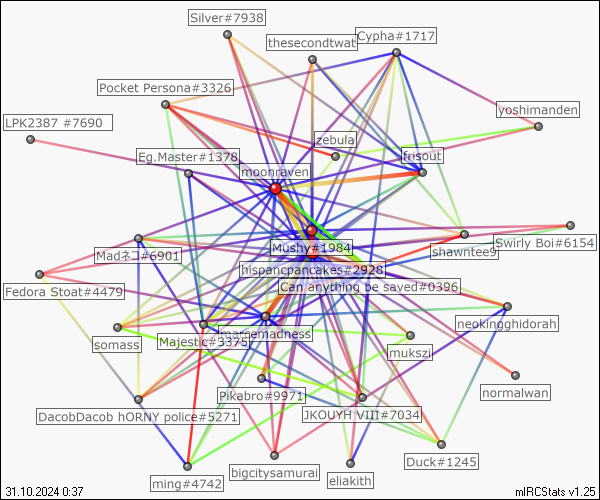 Silver#7938
thesecondtwat
Cypha#1717
Pocket Persona#3326
yoshimanden
LPK2387 #7690
zebula
Eg.Master#1378
frisout
moonraven
Mushy#1984
shawntee9
Swirly Boi#6154
Madネコ#6901
hispancpancakes#2928
Fedora Stoat#4479
Can anything be saved#0396
neokingghidorah
margemadness
somass
Majestic#3375
mukszi
normalwan
Pikabro#9971
DacobDacob hORNY police#5271
JKOUYH VIII#7034
Duck#1245
bigcitysamurai
ming#4742
eliakith
31.10.2024 0:37
mIRCStats v1.25